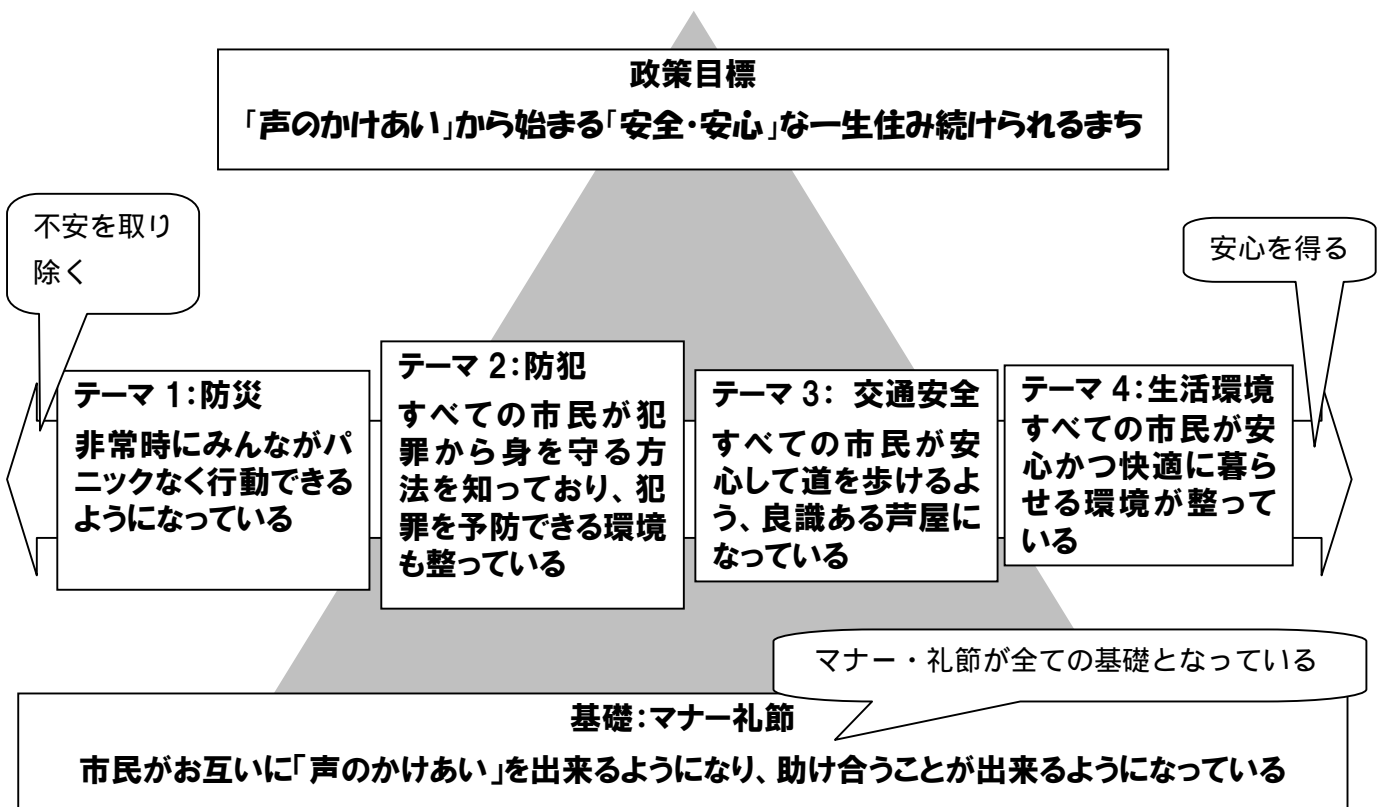 政策目標
「声のかけあい」から始まる「安全・安心」な一生住み続けられるまち
不安を取り
除く
安心を得る
テーマ 1：防災
非常時にみんながパ
ニックなく行動できる
ようになっている
テーマ 2：防犯
すべての市民が犯
罪から身を守る方
法を知っており、犯
罪を予防できる環境
も整っている
テーマ 3： 交通安全
すべての市民が安
心して道を歩けるよ
う、良識ある芦屋に
なっている
テーマ 4：生活環境
すべての市民が安
心かつ快適に暮ら
せる環境が整って
いる
マナー・礼節が全ての基礎となっている
基礎：マナー礼節
市民がお互いに「声のかけあい」を出来るようになり、助け合うことが出来るようになっている